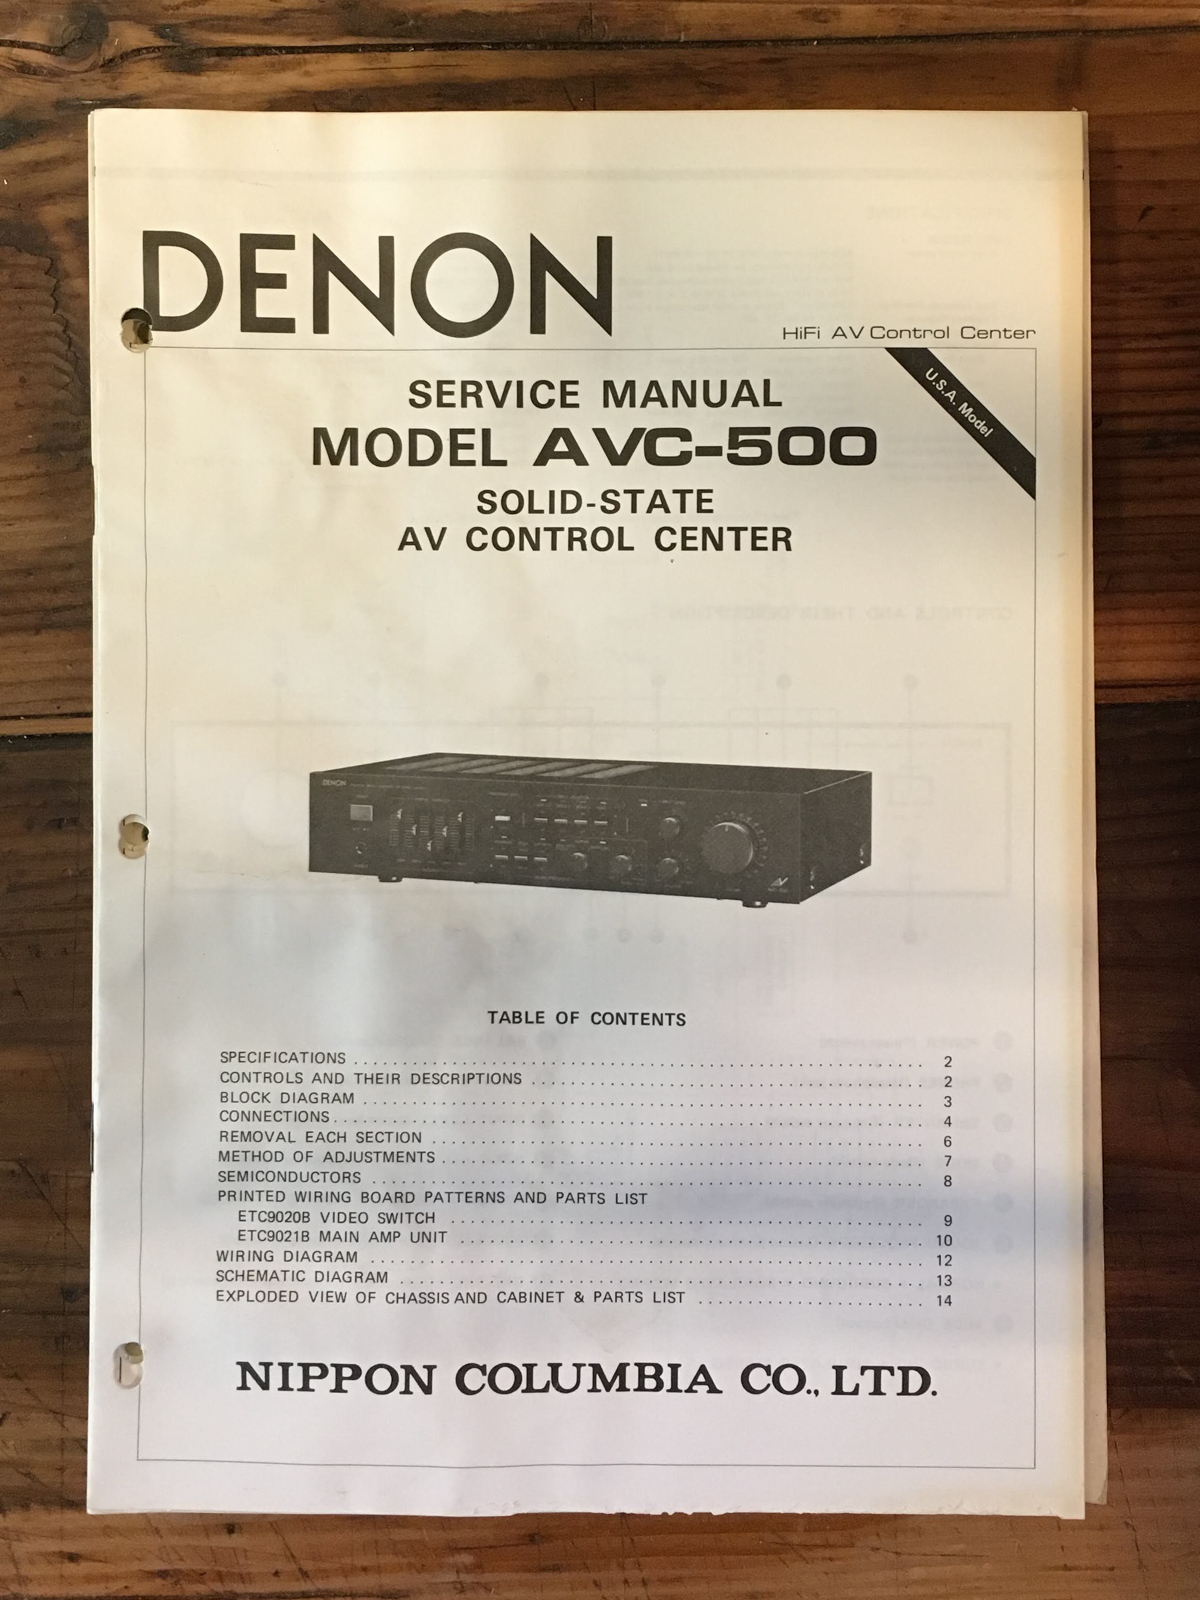 DENON
HiFi AV Control Center
U.S.A. Model
SERVICE MANUAL
MODEL AVC-500
SOLID-STATE
AV CONTROL CENTER
DENON
TABLE OF CONTENTS
SPECIFICATIONS . . . . . . . . . . . . . . . . . . . . 2
CONTROLS AND THEIR DESCRIPTIONS . . . . . . . . . . . . . . . . . . . . 2
BLOCK DIAGRAM . . . . . . . . . . . . . . . . . . . . 3
CONNECTIONS . . . . . . . . . . . . . . . . . . . . 4
REMOVAL EACH SECTION . . . . . . . . . . . . . . . . . . . . 6
METHOD OF ADJUSTMENTS . . . . . . . . . . . . . . . . . . . . 7
SEMICONDUCTORS . . . . . . . . . . . . . . . . . . . . 8
PRINTED WIRING BOARD PATTERNS AND PARTS LIST
ETC9020B VIDEO SWITCH . . . . . . . . . . . . . . . . . . . . 9
ETC9021B MAIN AMP UNIT . . . . . . . . . . . . . . . . . . . . 10
WIRING DIAGRAM . . . . . . . . . . . . . . . . . . . . 12
SCHEMATIC DIAGRAM . . . . . . . . . . . . . . . . . . . . 13
EXPLODED VIEW OF CHASSIS AND CABINET & PARTS LIST . . . . . . . . . . . . . . . . . . . . 14
NIPPON COLUMBIA CO., LTD.